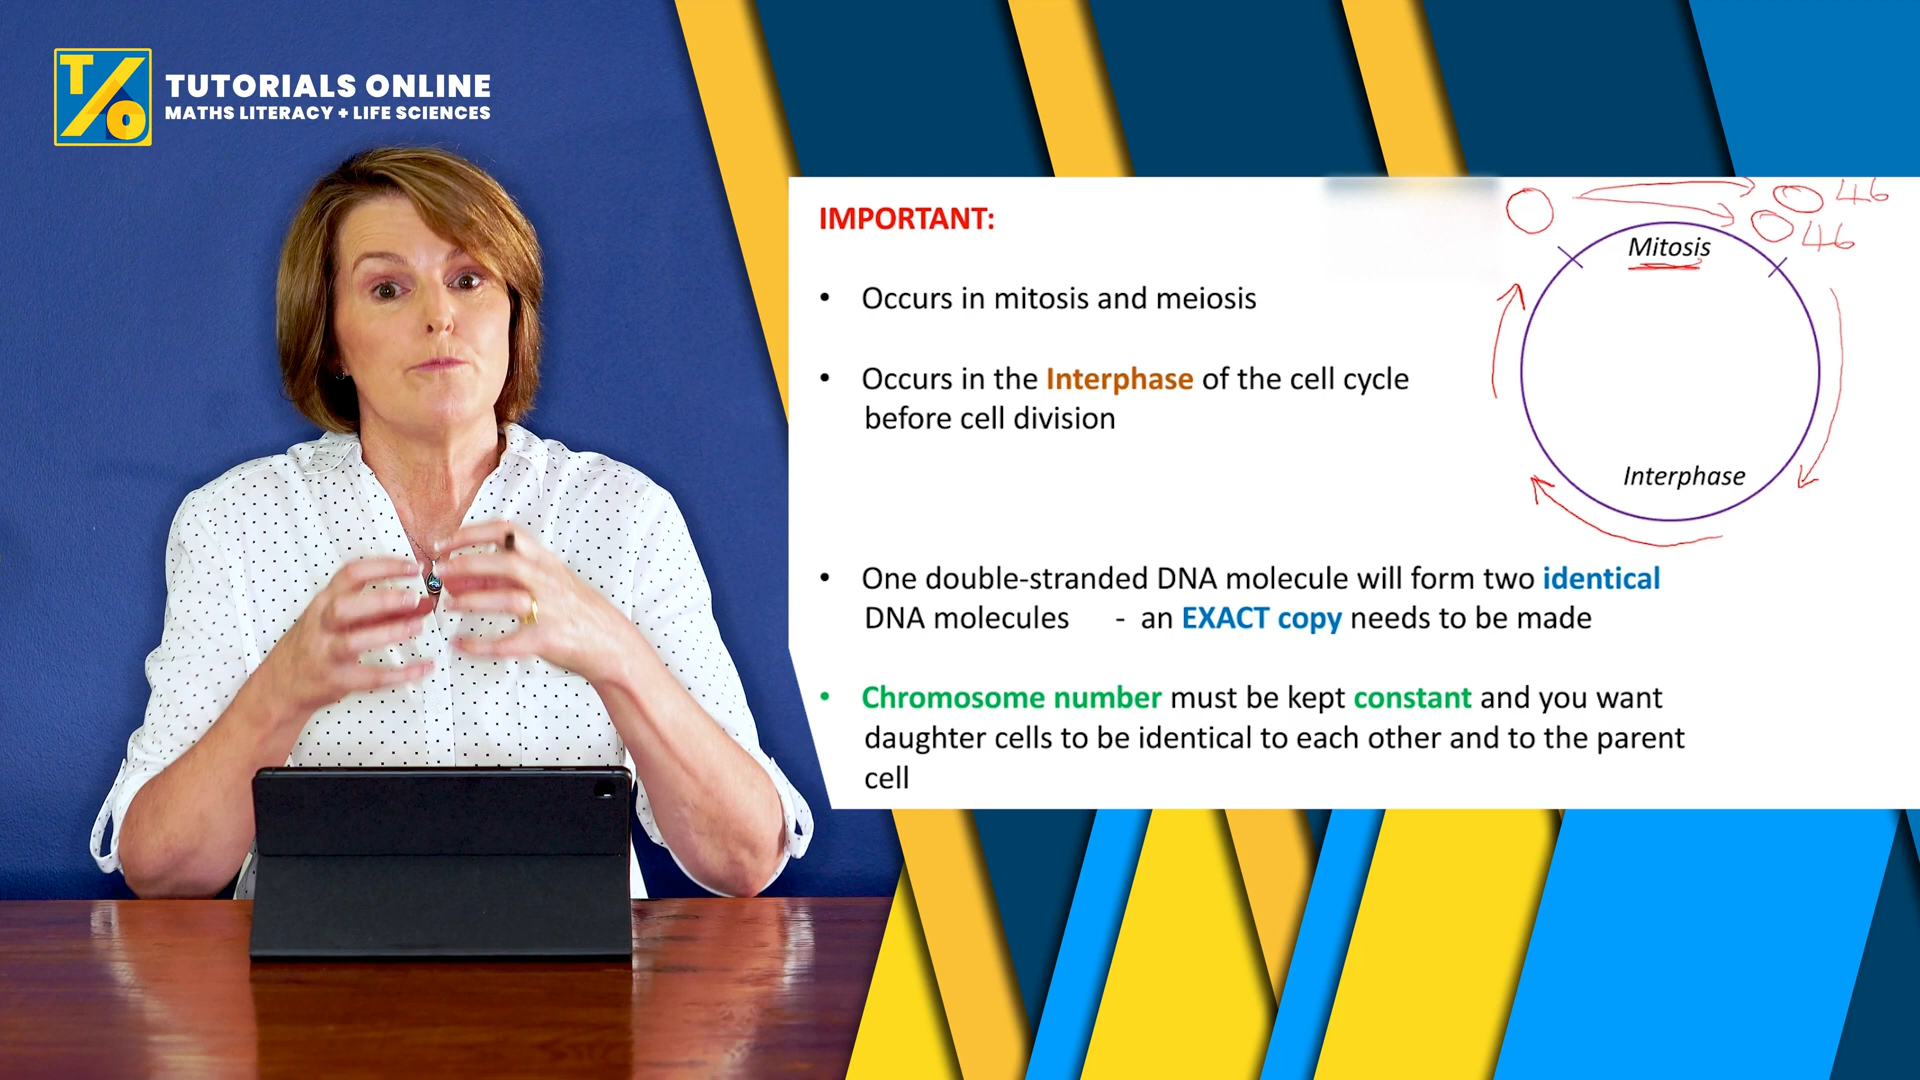 T/O
TUTORIALS ONLINE
MATHS LITERACY + LIFE SCIENCES
IMPORTANT:
• Occurs in mitosis and meiosis
• Occurs in the Interphase of the cell cycle
before cell division
46
46
Mitosis
Interphase
• One double-stranded DNA molecule will form two identical
DNA molecules - an EXACT copy needs to be made
• Chromosome number must be kept constant and you want
daughter cells to be identical to each other and to the parent
cell